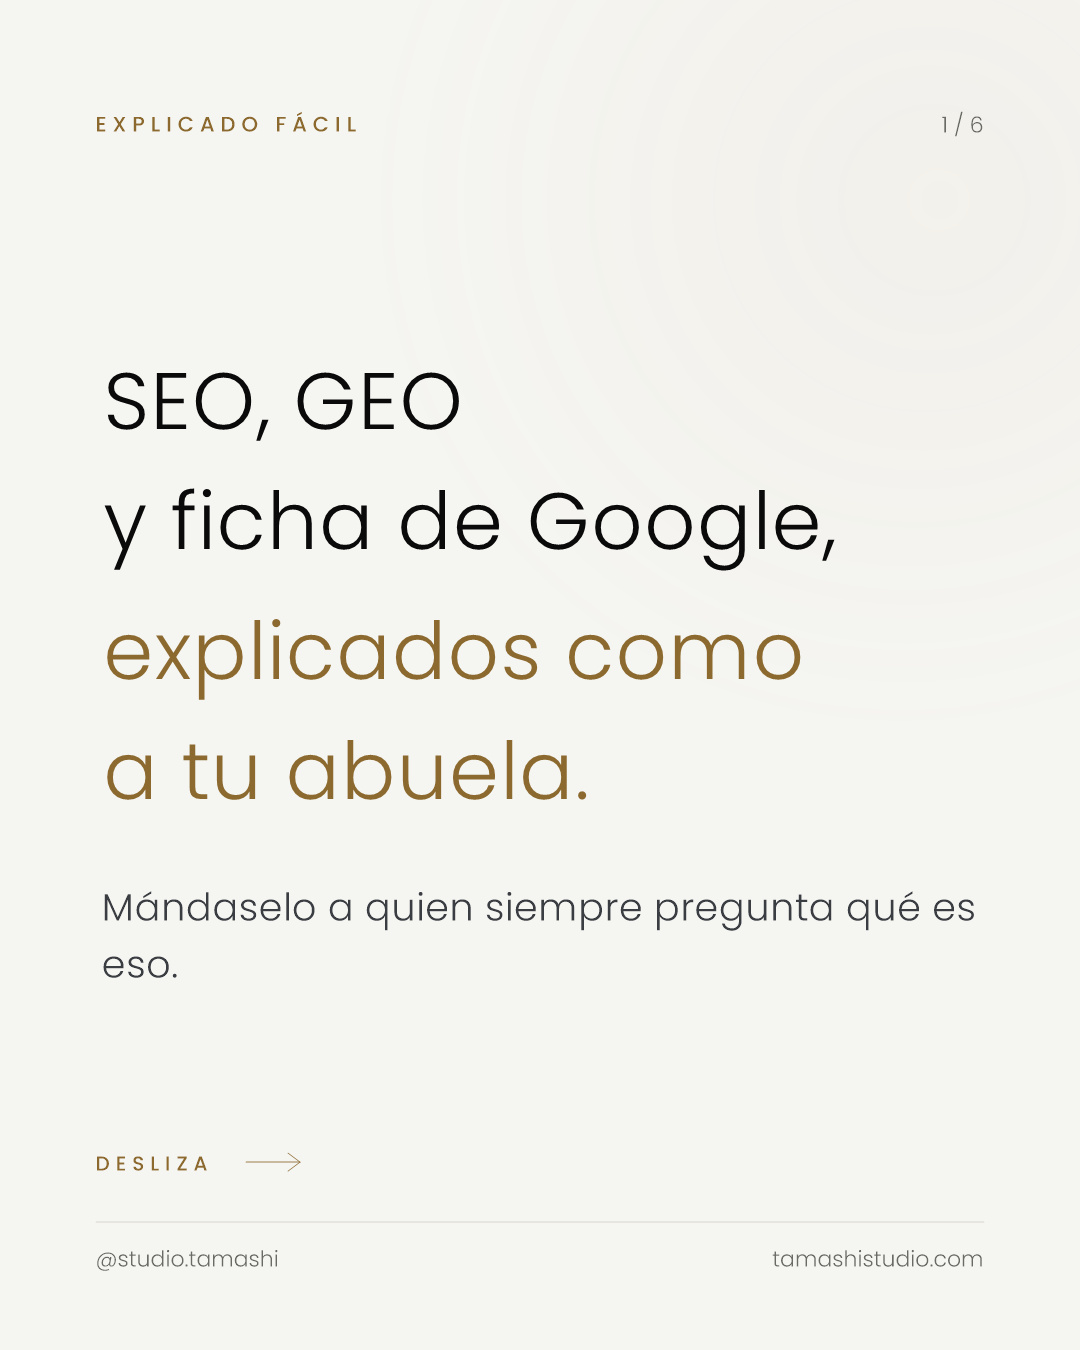 EXPLICADO FÁCIL
1 / 6
SEO, GEO
y ficha de Google,
explicados como
a tu abuela.
Mándaselo a quien siempre pregunta qué es
eso.
DESLIZA
@studio.tamashi
tamashistudio.com